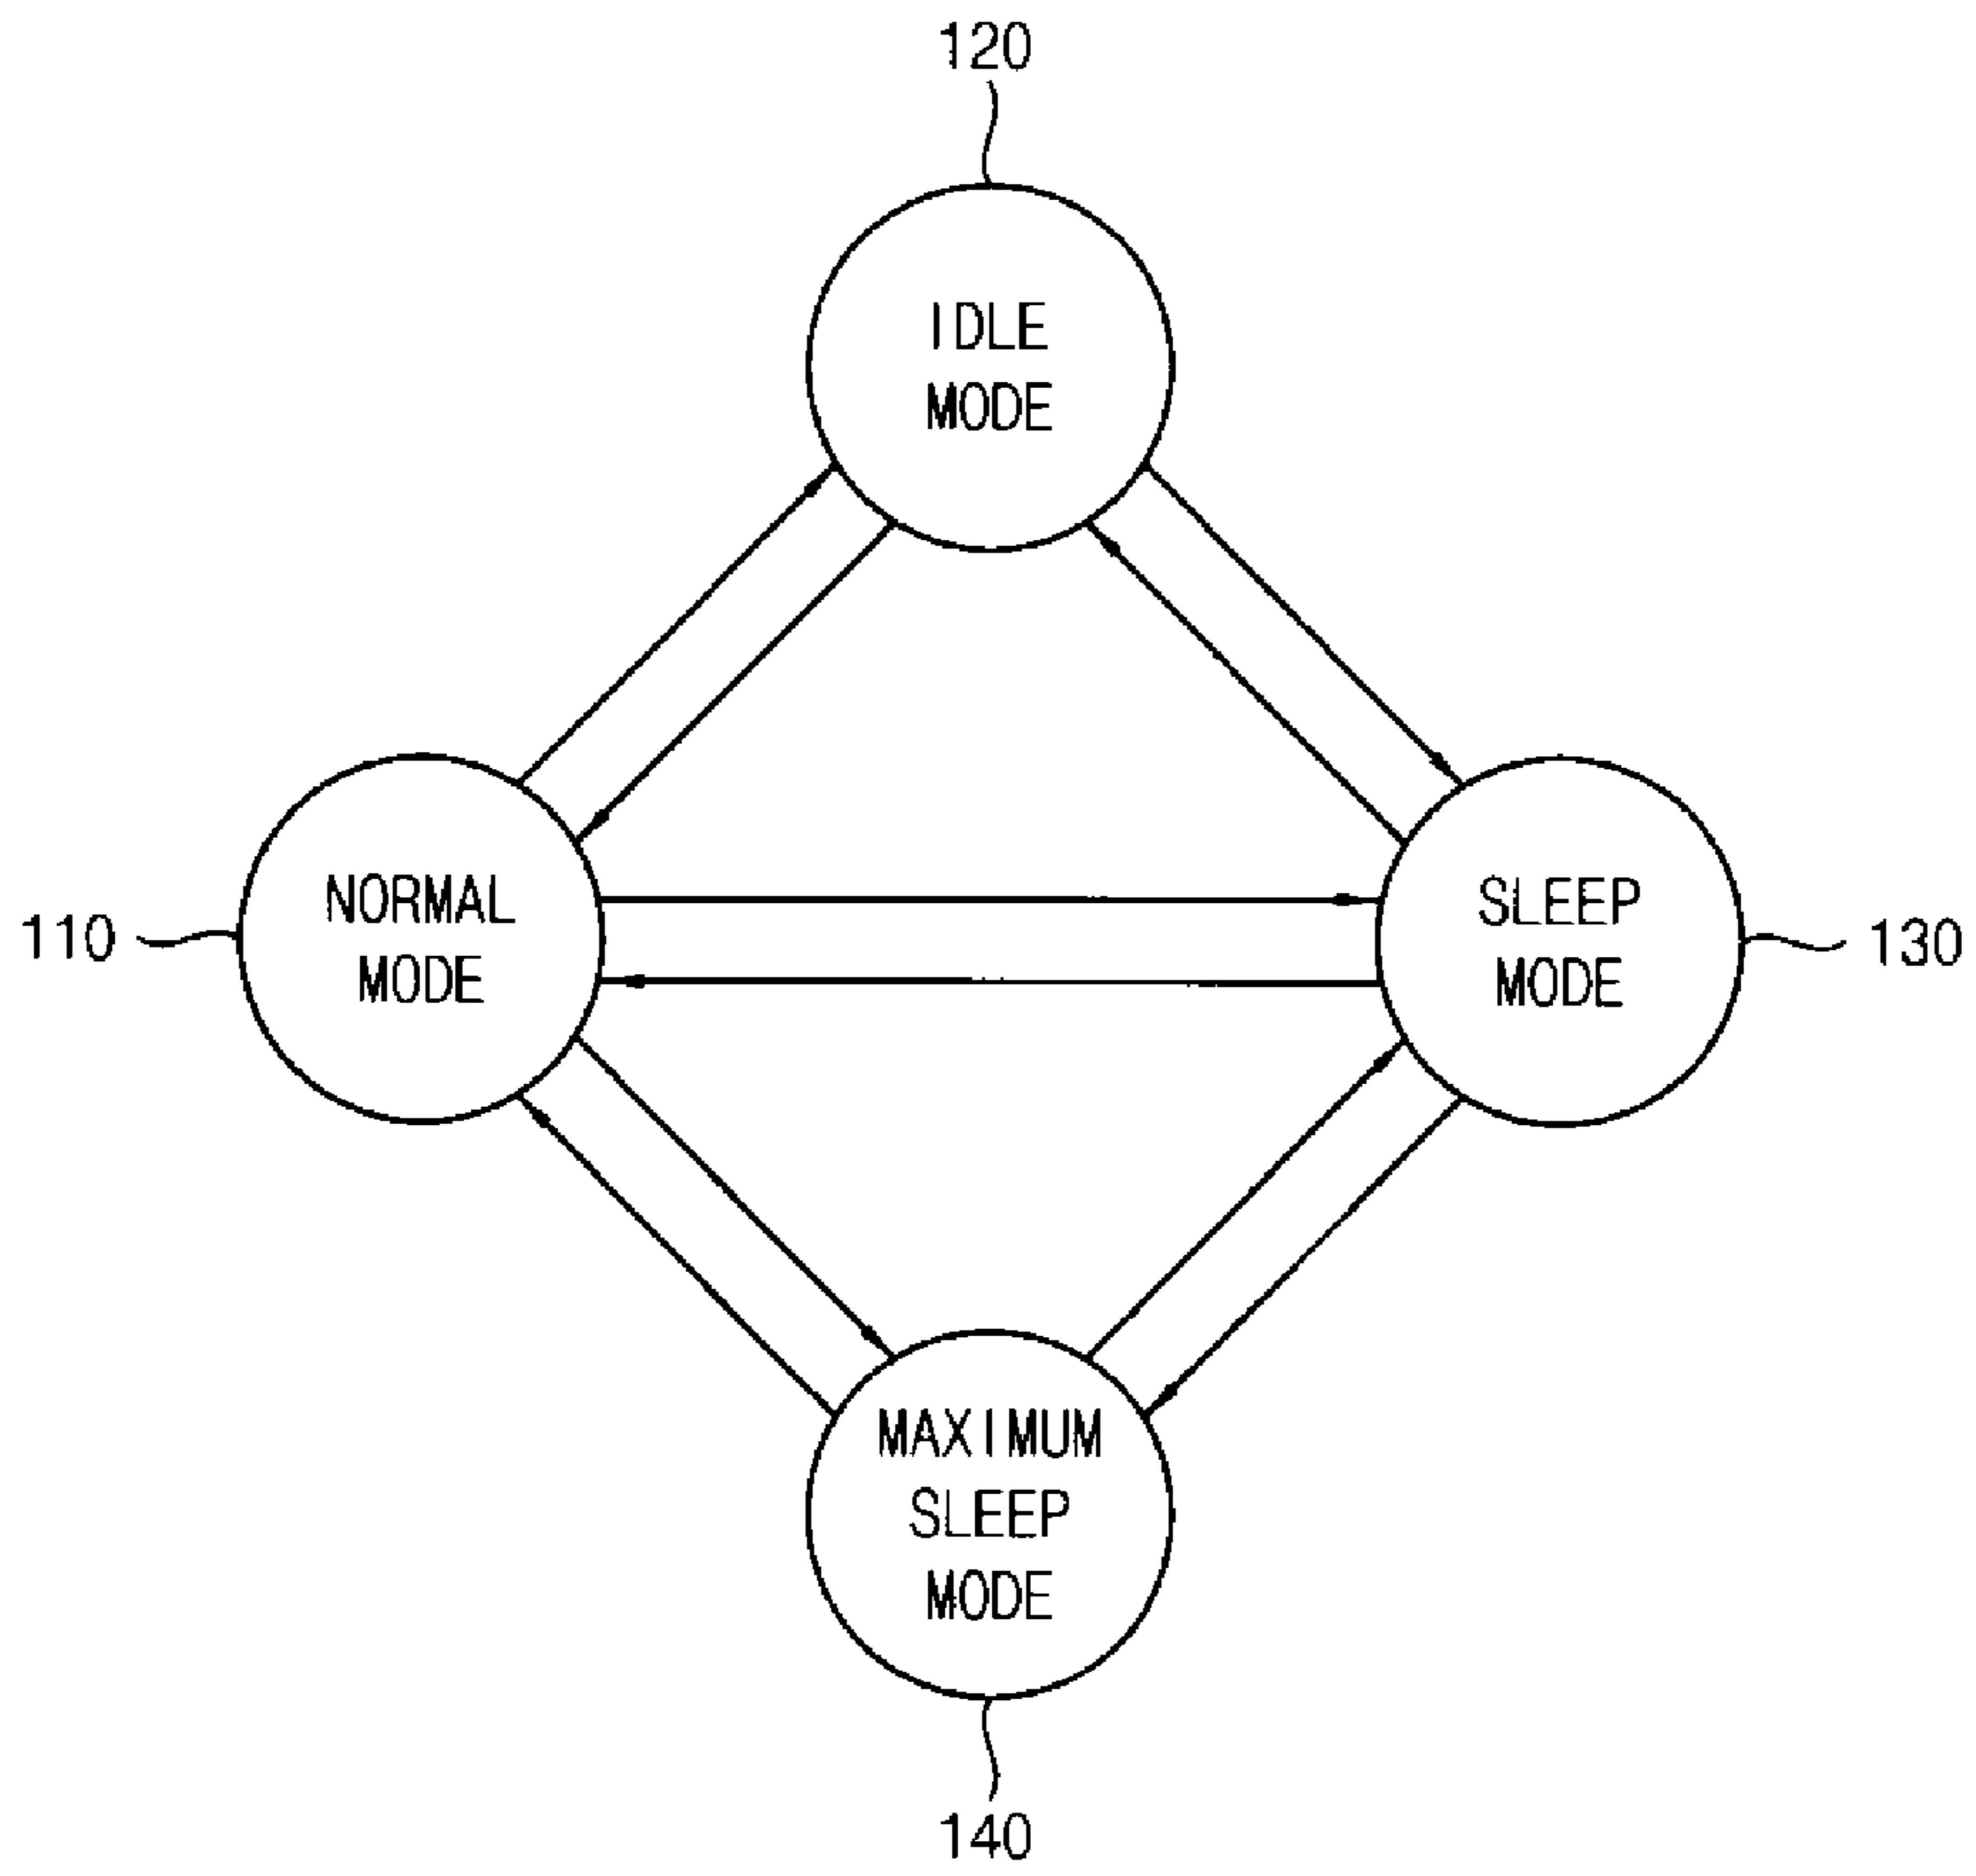 120
IDLE
MODE
NORMAL
MODE
110
SLEEP
MODE
130
MAXIMUM
SLEEP
MODE
140